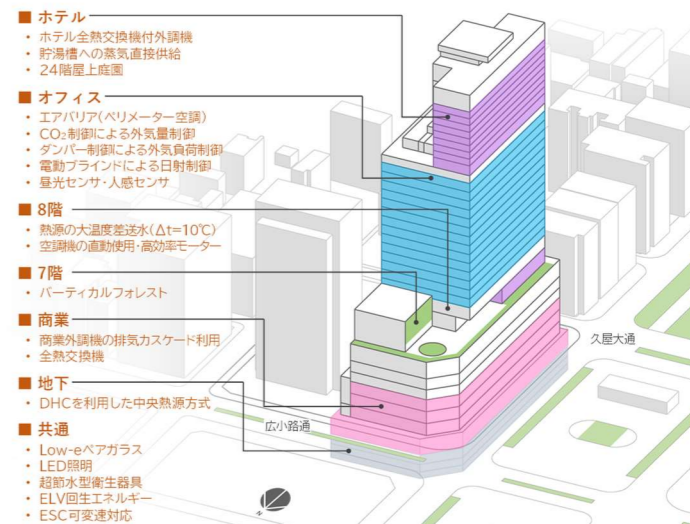 ■ ホテル
・ ホテル全熱交換機付外調機
・ 貯湯槽への蒸気直接供給
・ 24階屋上庭園
■ オフィス
・ エアバリア(ペリメーター空調)
・ CO₂制御による外気量制御
・ ダンパー制御による外気負荷制御
・ 電動ブラインドによる日射制御
・ 昼光センサ・人感センサ
■ 8階
・ 熱源の大温度差送水(Δt=10℃)
・ 空調機の直動使用・高効率モーター
■ 7階
・ バーティカルフォレスト
■ 商業
・ 商業外調機の排気カスケード利用
・ 全熱交換機
■ 地下
・ DHCを利用した中央熱源方式
■ 共通
・ Low-eペアガラス
・ LED照明
・ 超節水型衛生器具
・ ELV回生エネルギー
・ ESC可変速対応
久屋大通
広小路通
N